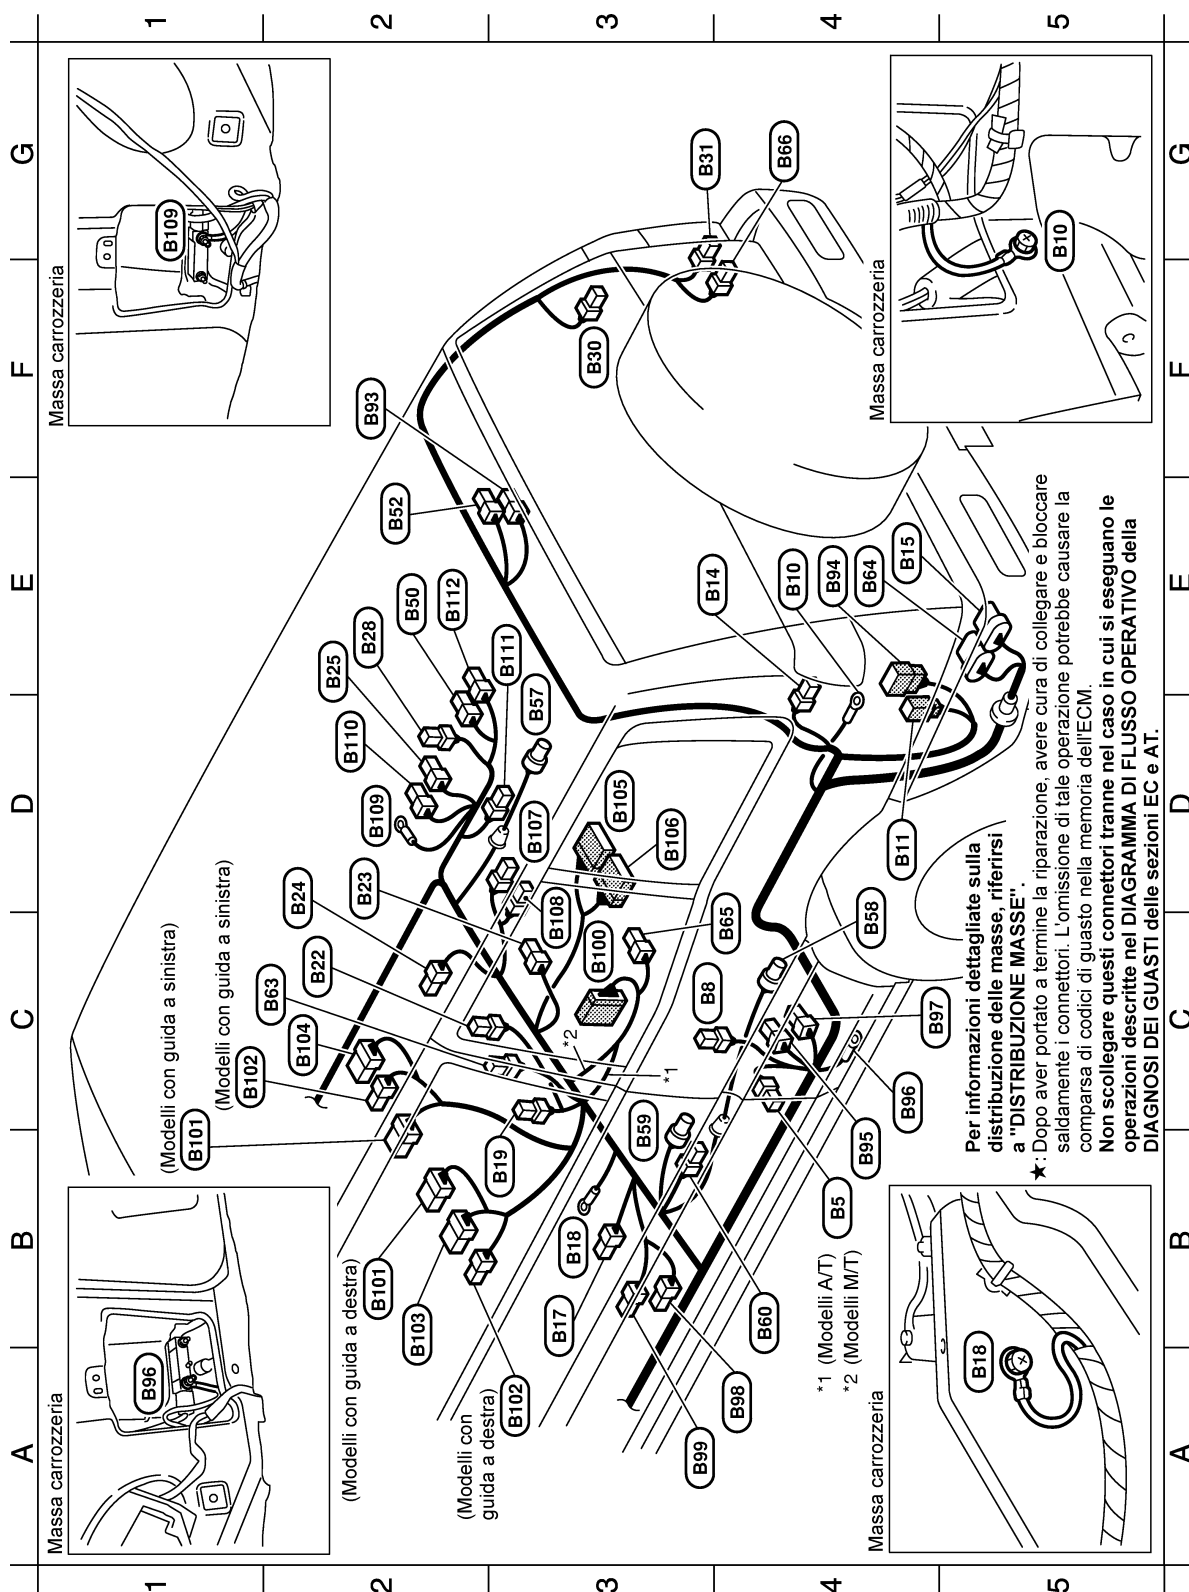 1
2
3
4
5
G
F
E
D
C
B
A
Massa carrozzeria
B109
Massa carrozzeria
B10
Massa carrozzeria
B96
Massa carrozzeria
B18
B31
B66
B30
B93
B52
B112
B50
B28
B25
B110
B109
B111
B57
B14
B10
B94
B64
B15
B11
B107
B105
B106
B108
B23
B24
B22
B63
B104
(Modelli con guida a sinistra)
B102
(Modelli con guida a sinistra)
B101
B100
B65
B58
B8
B97
B96
B95
B5
*2
*1
B59
B19
B18
B17
B60
B98
B99
(Modelli con guida a destra)
B101
B103
B102
(Modelli con
guida a destra)
*1 (Modelli A/T)
*2 (Modelli M/T)
Per informazioni dettagliate sulla
distribuzione delle masse, riferirsi
a "DISTRIBUZIONE MASSE".
★: Dopo aver portato a termine la riparazione, avere cura di collegare e bloccare
saldamente i connettori. L'omissione di tale operazione potrebbe causare la
comparsa di codici di guasto nella memoria dell'ECM.
Non scollegare questi connettori tranne nel caso in cui si eseguano le
operazioni descritte nel DIAGRAMMA DI FLUSSO OPERATIVO della
DIAGNOSI DEI GUASTI delle sezioni EC e AT.
1
2
3
4
5
G
F
E
D
C
B
A